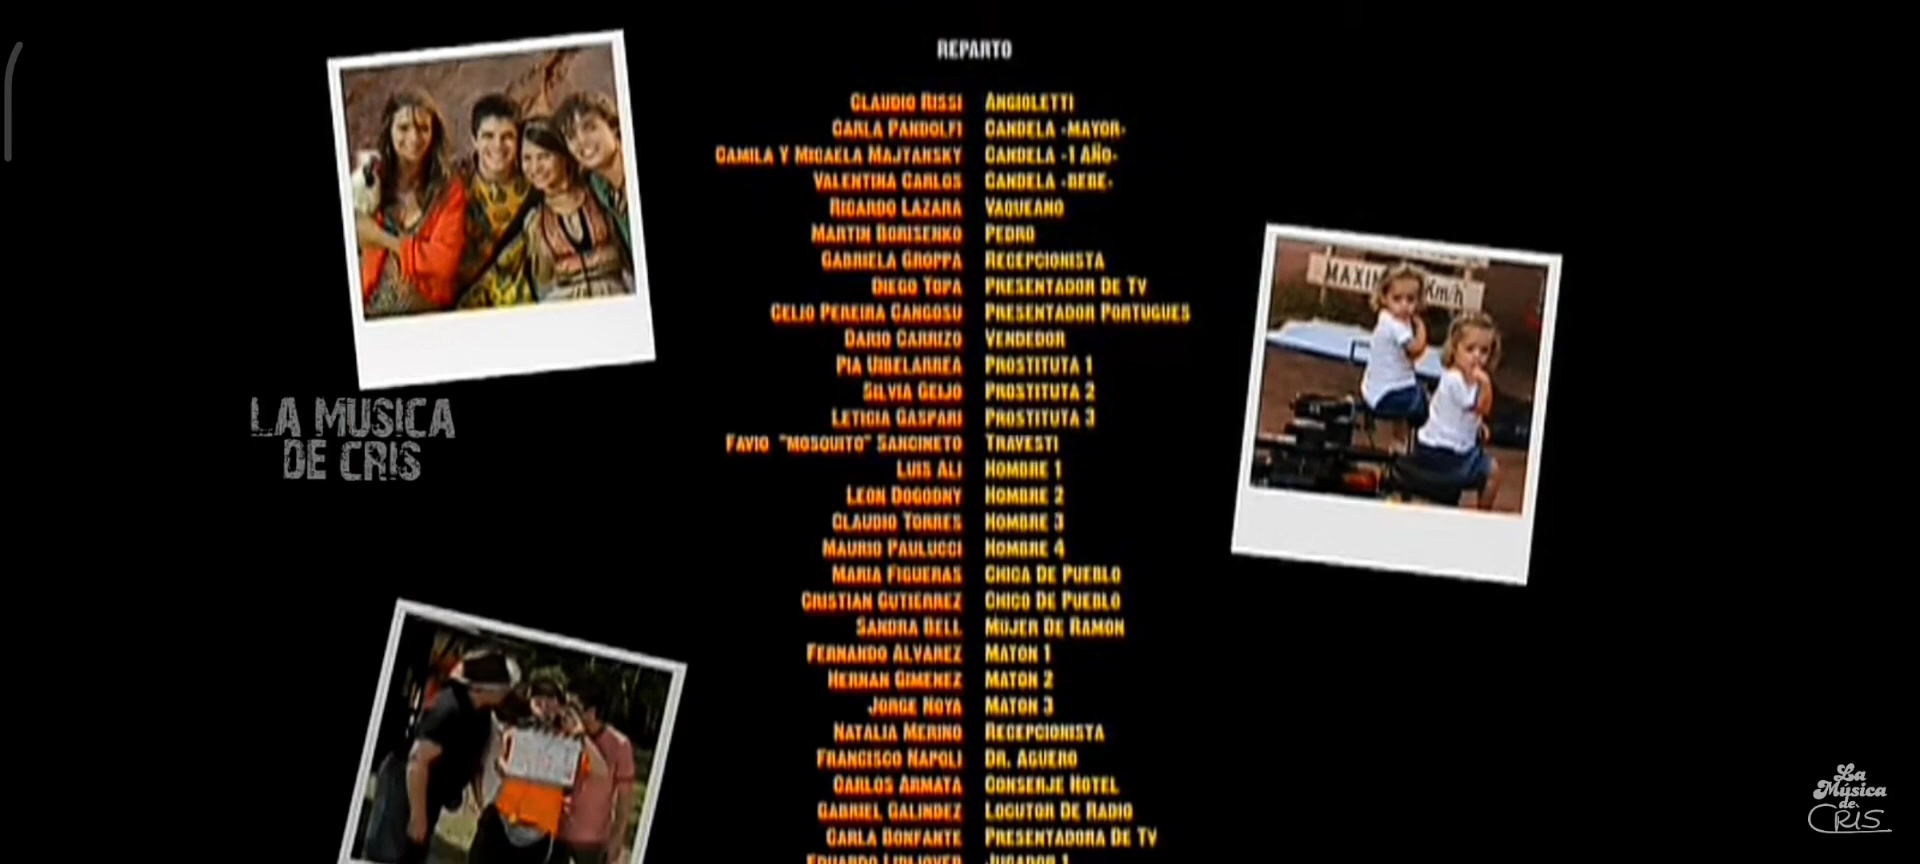 REPARTO
CLAUDIO RISSI ANGIOLETTI
CARLA PANDOLFI CANDELA -MAYOR-
CAMILA Y MICAELA MAJTANSKY CANDELA -1 AÑO-
VALENTINA CARLOS CANDELA -BEBE-
RICARDO LAZARA VAQUEANO
MARTIN BORISENKO PEDRO
GABRIELA GROPPA RECEPCIONISTA
DIEGO TOPA PRESENTADOR DE TV
CELIO PEREIRA CANGOSU PRESENTADOR PORTUGUES
DARIO CARRIZO VENDEDOR
PIA URIBELARREA PROSTITUTA 1
SILVIA GEIJO PROSTITUTA 2
LETICIA GASPARI PROSTITUTA 3
FAVIO "MOSQUITO" SANCINETO TRAVESTI
LUIS ALI HOMBRE 1
LEON DOGODNY HOMBRE 2
CLAUDIO TORRES HOMBRE 3
MAURIO PAULUCCI HOMBRE 4
MARIA FIGUERAS CHICA DE PUEBLO
CRISTIAN GUTIERREZ CHICO DE PUEBLO
SANDRA BELL MUJER DE RAMON
FERNANDO ALVAREZ MATON 1
HERNAN GIMENEZ MATON 2
JORGE NOYA MATON 3
NATALIA MERINO RECEPCIONISTA
FRANCISCO NAPOLI DR. AGUERO
CARLOS ARMATA CONSERJE HOTEL
GABRIEL GALINDEZ LOCUTOR DE RADIO
CARLA BONFANTE PRESENTADORA DE TV
EDUARDO JUGADOR 1
LA MUSICA
DE CRIS
Km/h
La
Música
de
CRIS